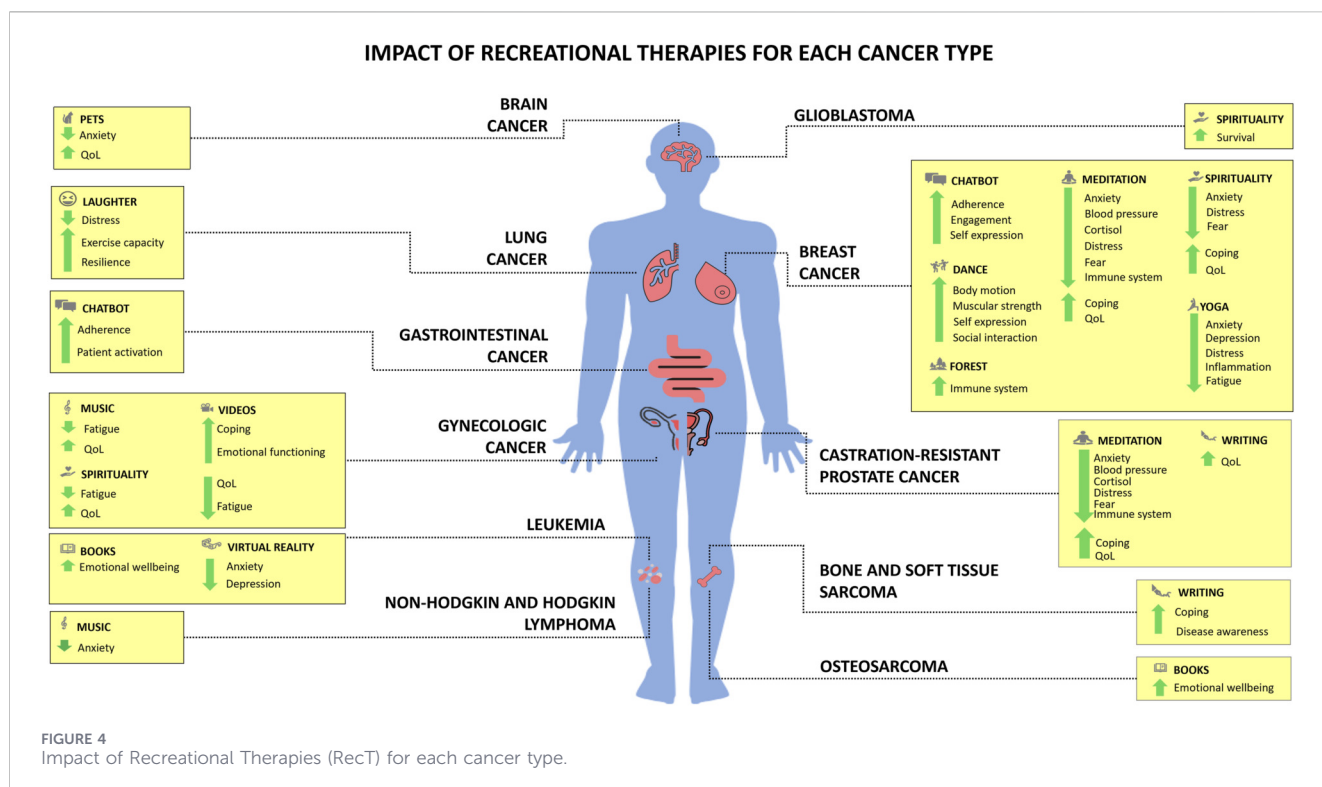 IMPACT OF RECREATIONAL THERAPIES FOR EACH CANCER TYPE
BRAIN
CANCER
PETS
Anxiety
QoL
LUNG
CANCER
LAUGHTER
Distress
Exercise capacity
Resilience
GASTROINTESTINAL
CANCER
CHATBOT
Adherence
Patient activation
GYNECOLOGIC
CANCER
MUSIC
Fatigue
QoL
SPIRITUALITY
Fatigue
QoL
VIDEOS
Coping
Emotional functioning
QoL
Fatigue
LEUKEMIA
BOOKS
Emotional wellbeing
VIRTUAL REALITY
Anxiety
Depression
NON-HODGKIN AND HODGKIN
LYMPHOMA
MUSIC
Anxiety
GLIOBLASTOMA
SPIRITUALITY
Survival
BREAST
CANCER
CHATBOT
Adherence
Engagement
Self expression
DANCE
Body motion
Muscular strength
Self expression
Social interaction
FOREST
Immune system
MEDITATION
Anxiety
Blood pressure
Cortisol
Distress
Fear
Immune system
Coping
QoL
SPIRITUALITY
Anxiety
Distress
Fear
Coping
QoL
YOGA
Anxiety
Depression
Distress
Inflammation
Fatigue
CASTRATION-RESISTANT
PROSTATE CANCER
MEDITATION
Anxiety
Blood pressure
Cortisol
Distress
Fear
Immune system
Coping
QoL
WRITING
QoL
BONE AND SOFT TISSUE
SARCOMA
WRITING
Coping
Disease awareness
OSTEOSARCOMA
BOOKS
Emotional wellbeing
FIGURE 4
Impact of Recreational Therapies (RecT) for each cancer type.